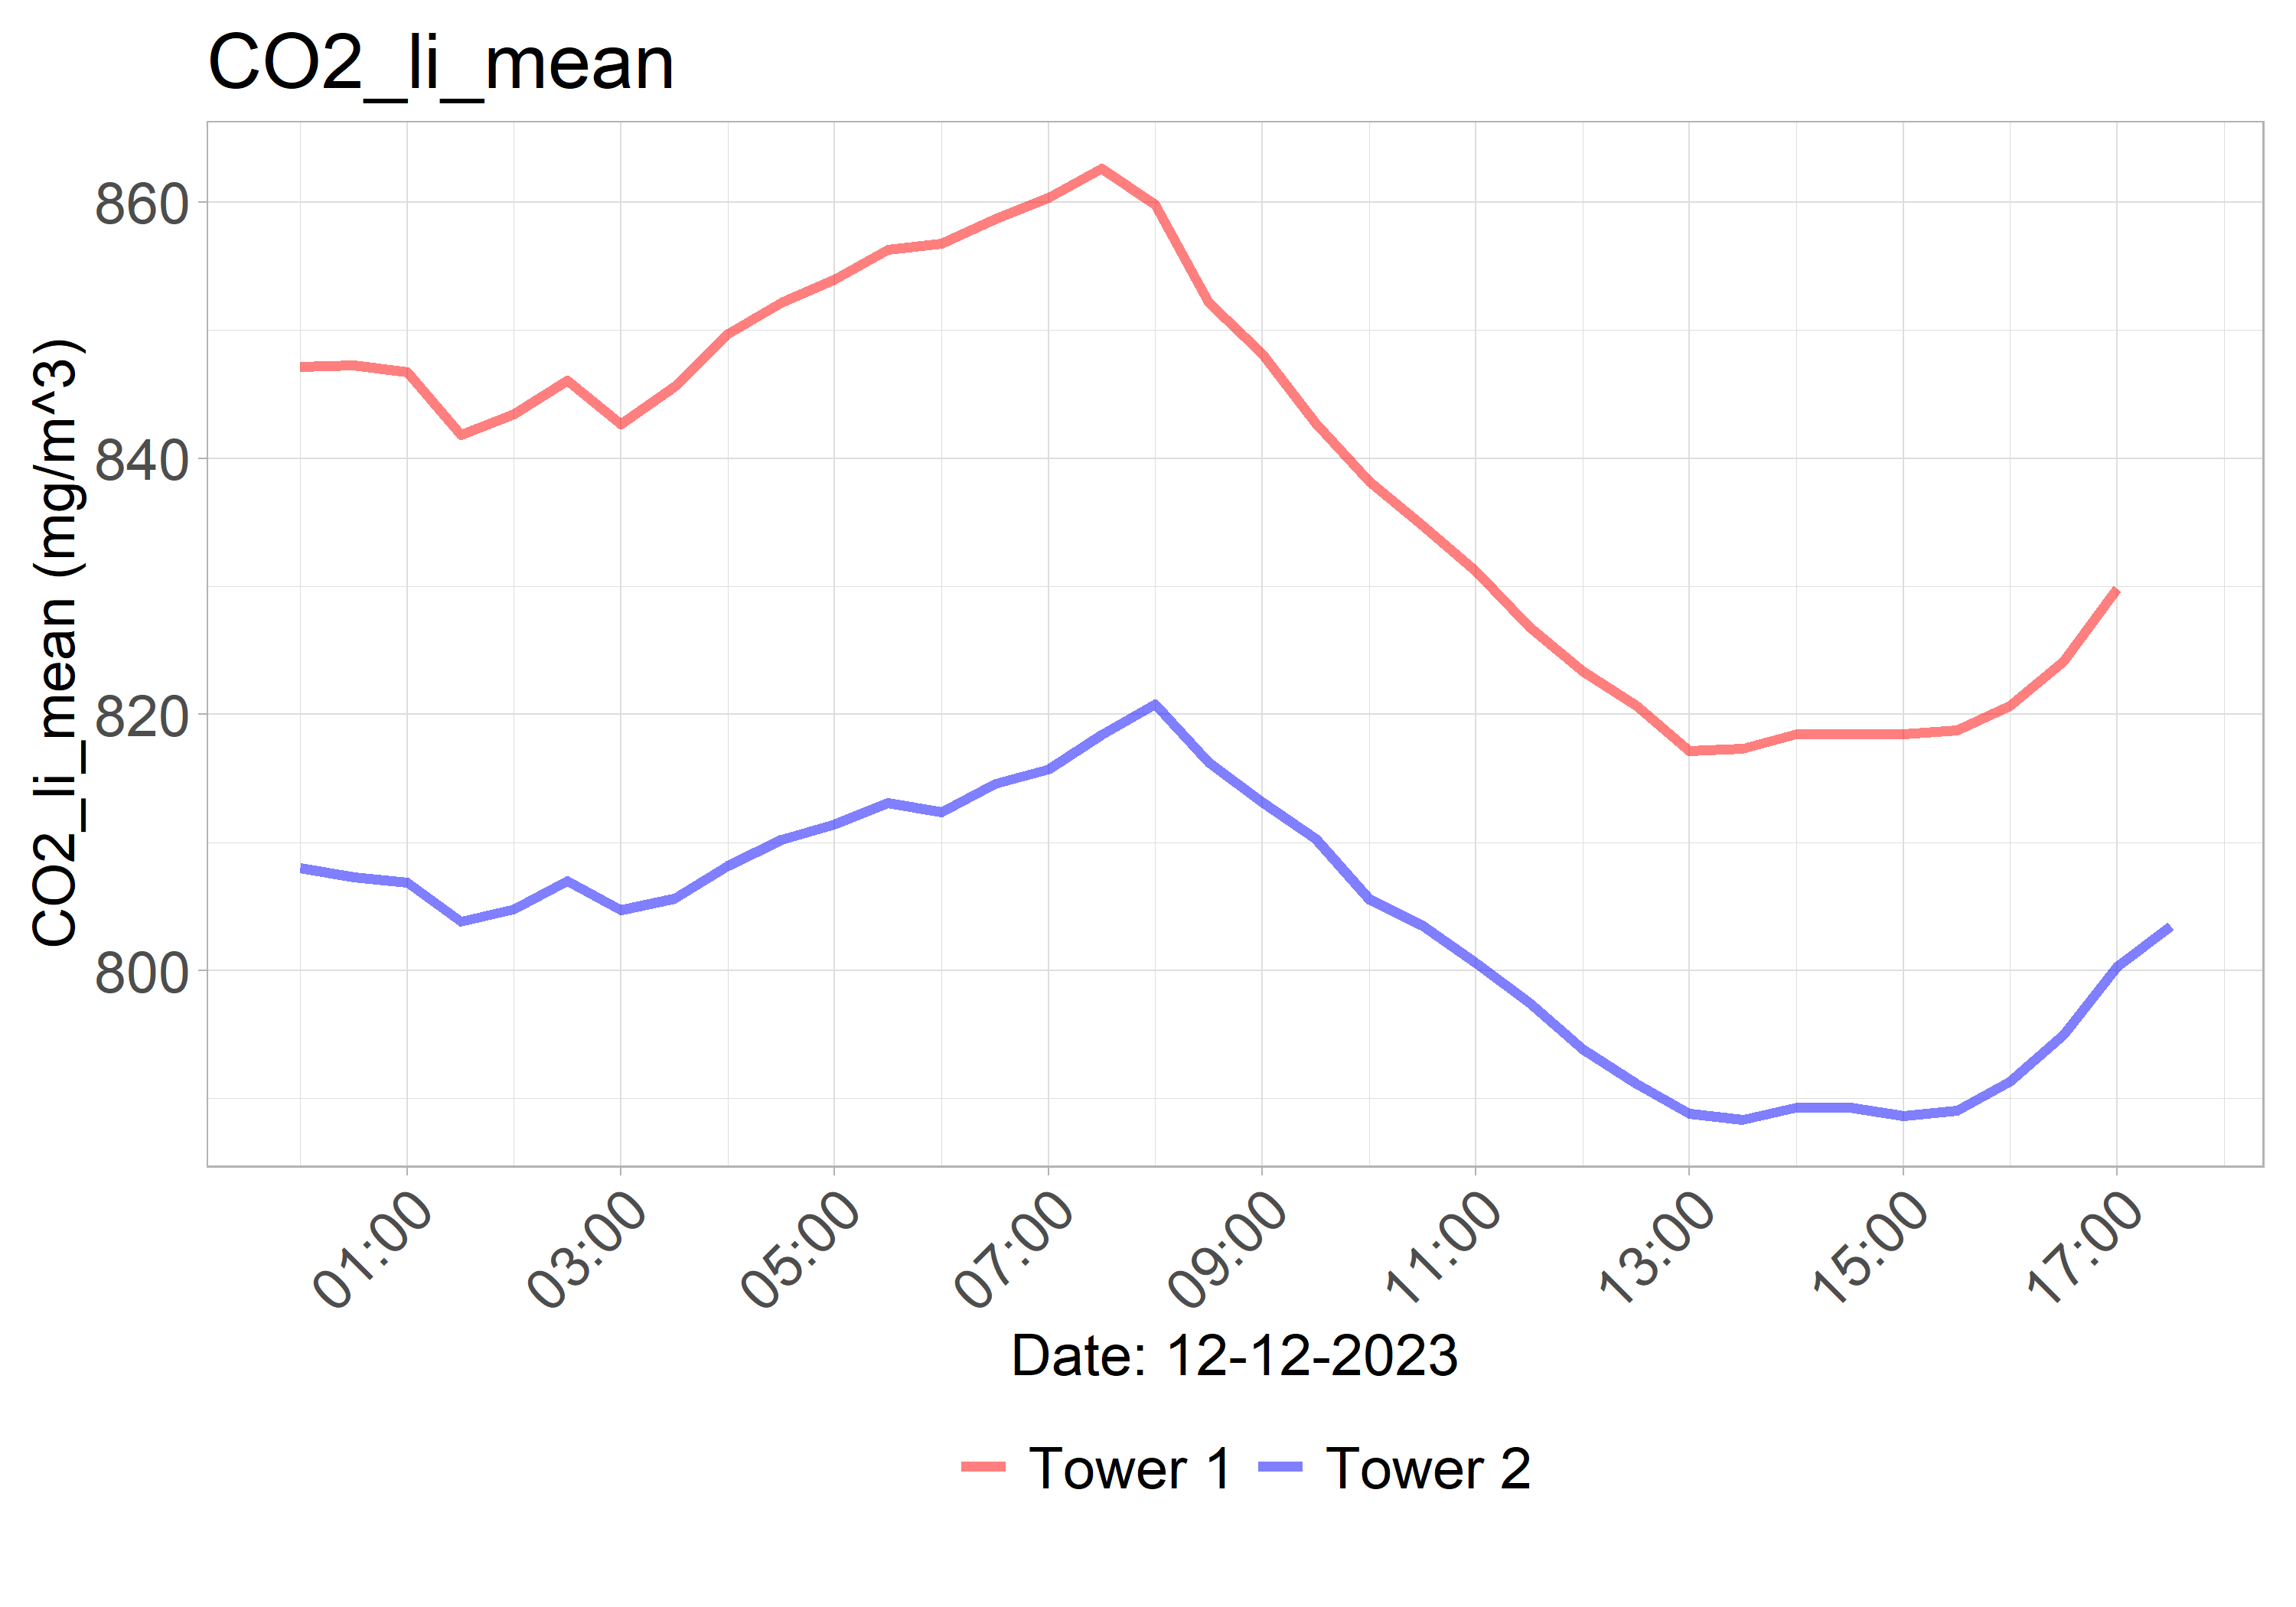 CO2_li_mean
CO2_li_mean (mg/m^3)
860
840
820
800
01:00 03:00 05:00 07:00 09:00 11:00 13:00 15:00 17:00
Date: 12-12-2023
Tower 1 Tower 2